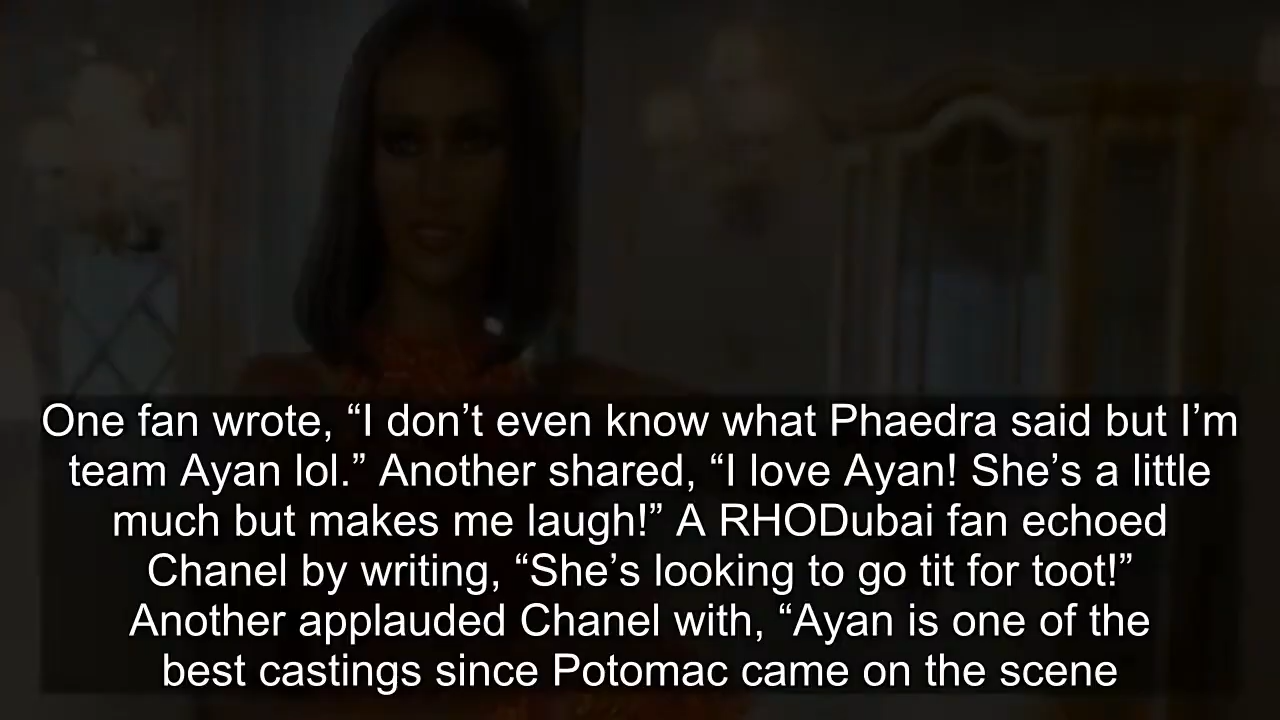 One fan wrote, “I don’t even know what Phaedra said but I’m
team Ayan lol.” Another shared, “I love Ayan! She’s a little
much but makes me laugh!” A RHODubai fan echoed
Chanel by writing, “She’s looking to go tit for toot!”
Another applauded Chanel with, “Ayan is one of the
best castings since Potomac came on the scene